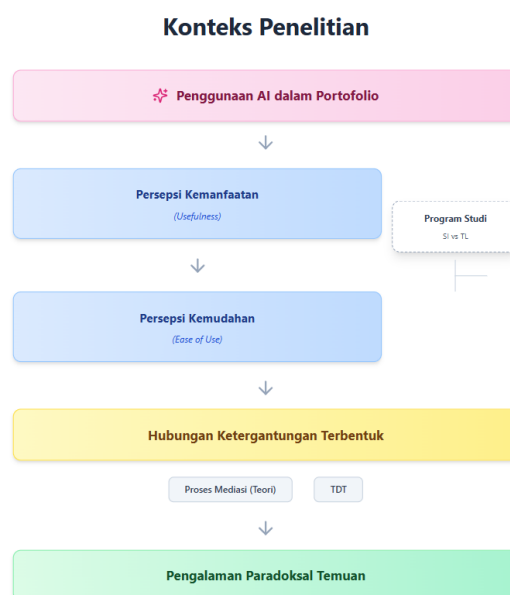 Konteks Penelitian
Penggunaan AI dalam Portofolio
Persepsi Kemanfaatan
(Usefulness)
Program Studi
SI vs TL
Persepsi Kemudahan
(Ease of Use)
Hubungan Ketergantungan Terbentuk
Proses Mediasi (Teori)
TDT
Pengalaman Paradoksal Temuan